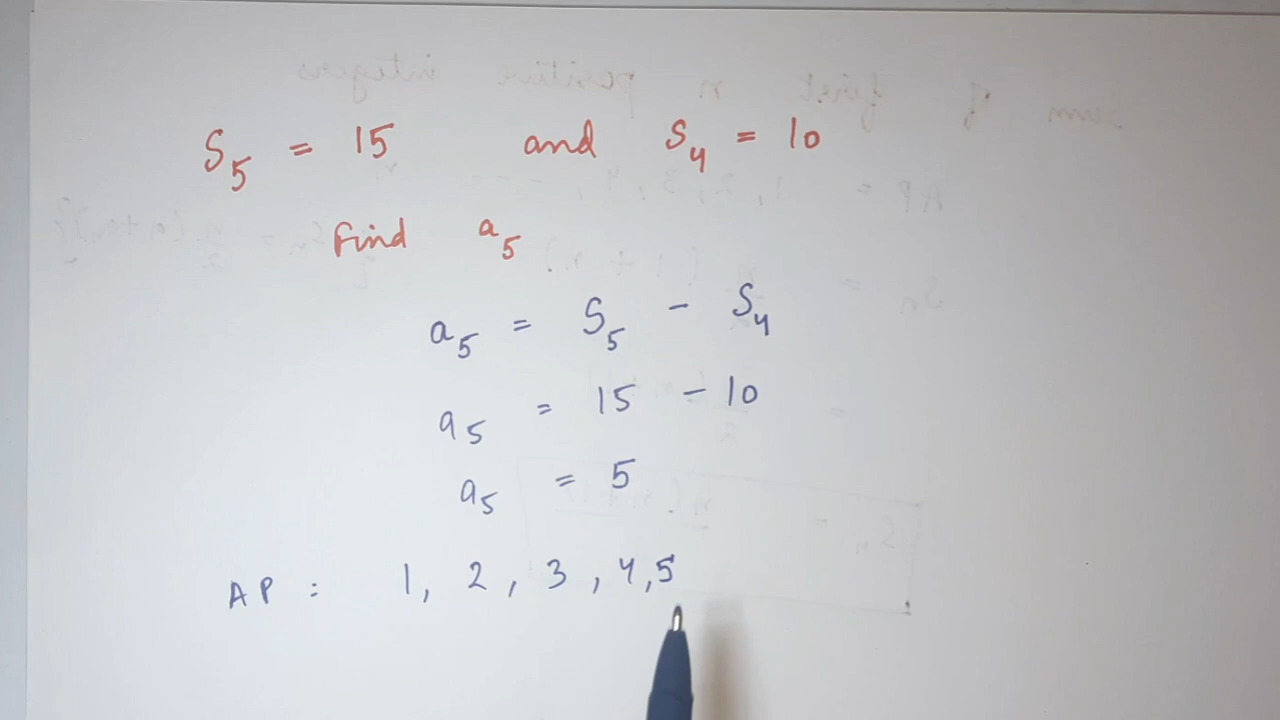 S₅ = 15 and S₄ = 10
Find a₅
a₅ = S₅ - S₄
a₅ = 15 - 10
a₅ = 5
AP : 1, 2, 3, 4, 5